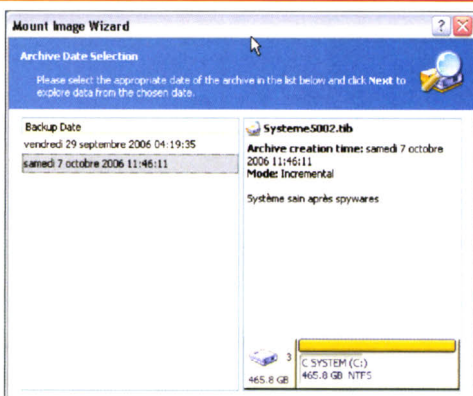 Mount Image Wizard
Archive Date Selection
Please select the appropriate date of the archive in the list below and click Next to
explore data from the chosen date.
Backup Date
vendredi 29 septembre 2006 04:19:35
samedi 7 octobre 2006 11:46:11
Systeme5002.tib
Archive creation time: samedi 7 octobre
2006 11:46:11
Mode: Incremental
Système sain après spywares
3
465.8 GB
C SYSTEM (C:)
465.8 GB NTFS